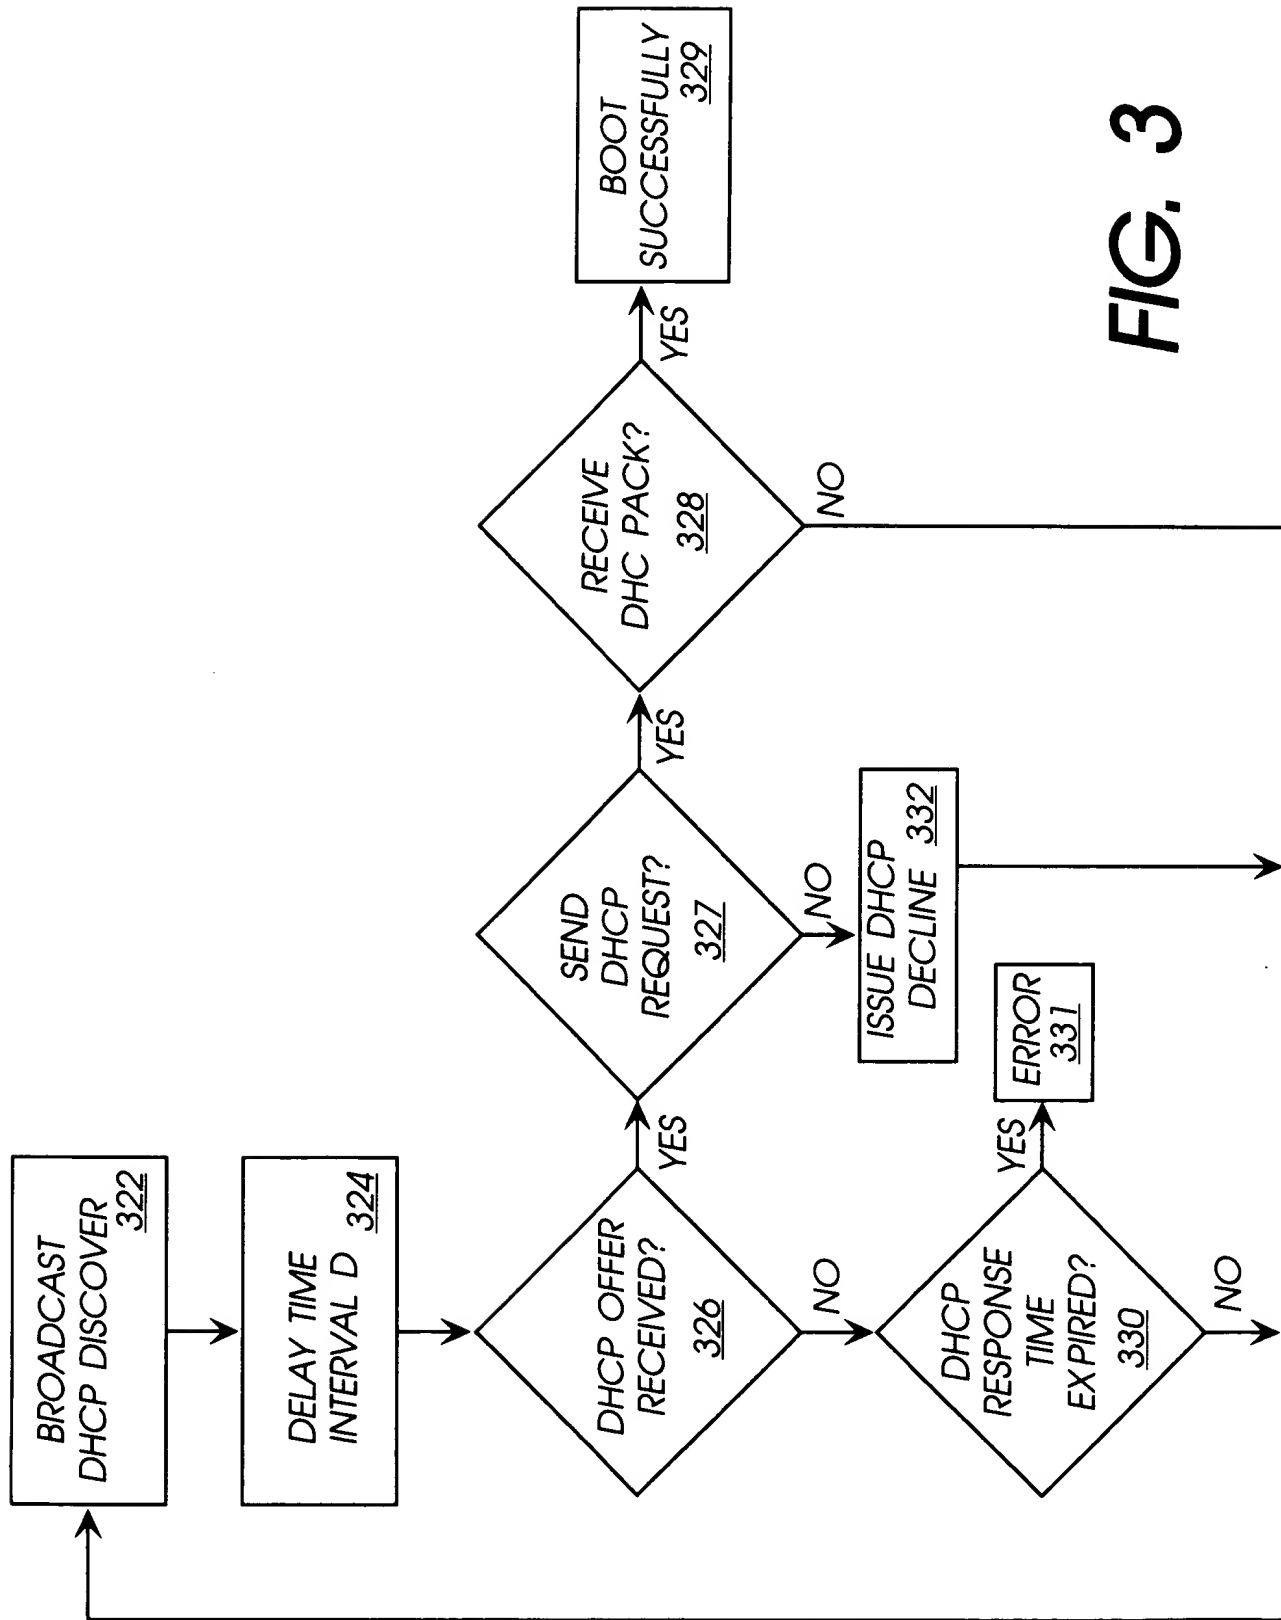 BROADCAST
DHCP DISCOVER
322
DELAY TIME
INTERVAL D
324
DHCP OFFER
RECEIVED?
326
YES
NO
SEND
DHCP
REQUEST?
327
YES
NO
RECEIVE
DHC PACK?
328
YES
NO
BOOT
SUCCESSFULLY
329
DHCP
RESPONSE
TIME
EXPIRED?
330
YES
NO
ERROR
331
ISSUE DHCP
DECLINE 332
FIG. 3